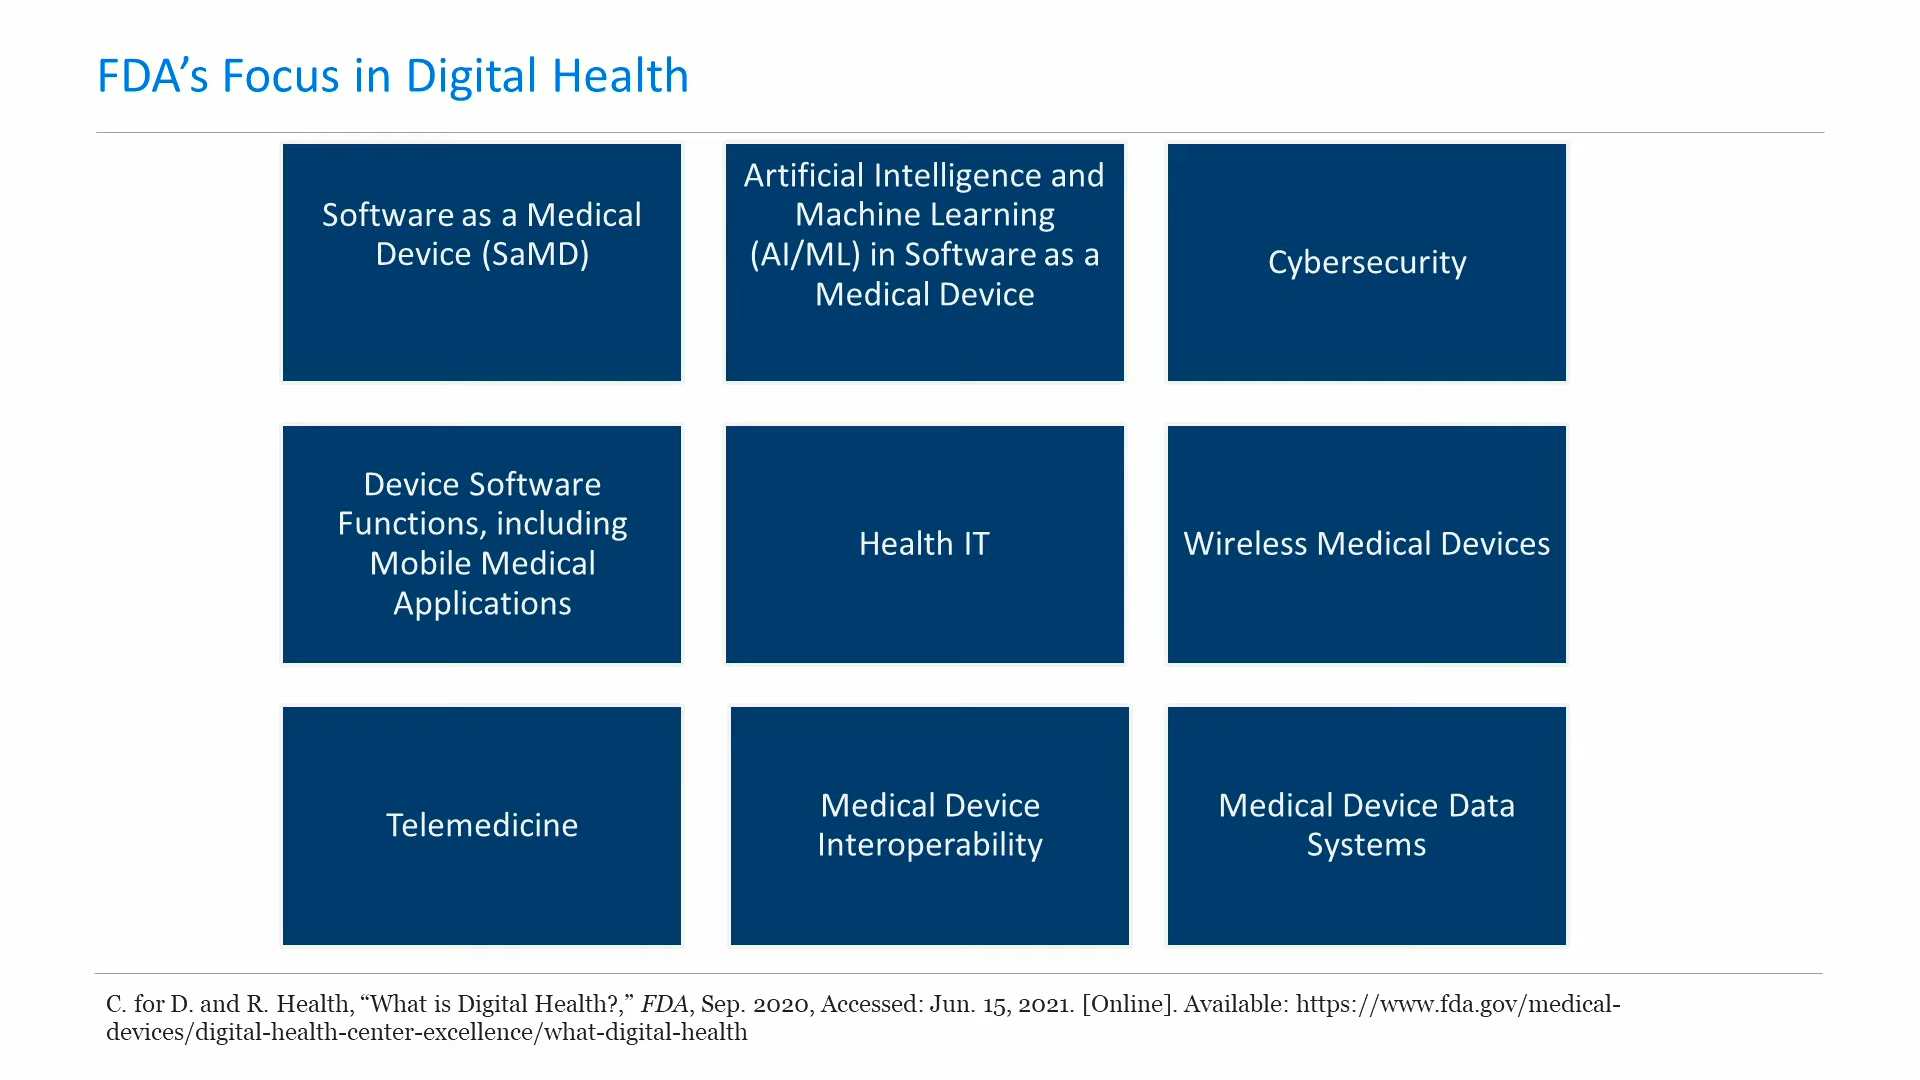 FDA’s Focus in Digital Health
Software as a Medical
Device (SaMD)
Artificial Intelligence and
Machine Learning
(AI/ML) in Software as a
Medical Device
Cybersecurity
Device Software
Functions, including
Mobile Medical
Applications
Health IT
Wireless Medical Devices
Telemedicine
Medical Device
Interoperability
Medical Device Data
Systems
C. for D. and R. Health, “What is Digital Health?,” FDA, Sep. 2020, Accessed: Jun. 15, 2021. [Online]. Available: https://www.fda.gov/medical-
devices/digital-health-center-excellence/what-digital-health